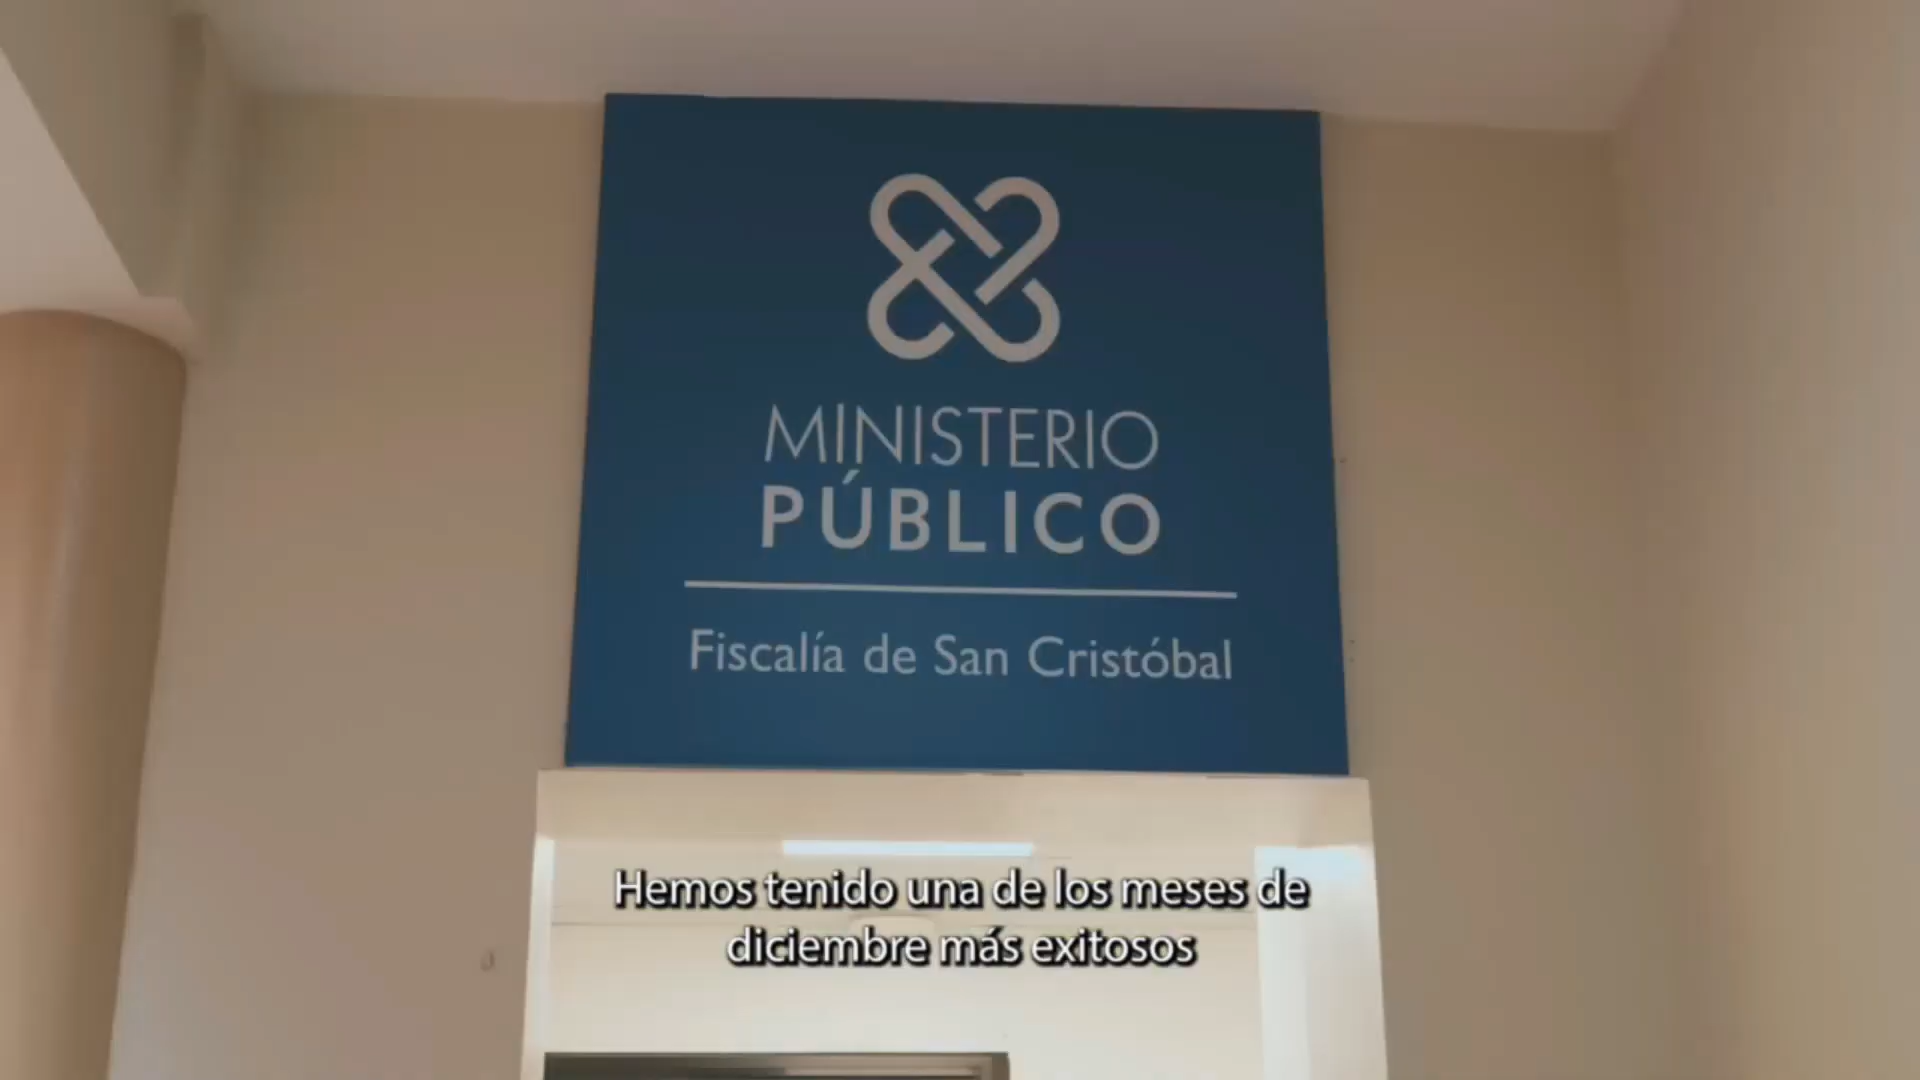 MINISTERIO
PÚBLICO
Fiscalía de San Cristóbal
Hemos tenido una de los meses de
diciembre más exitosos